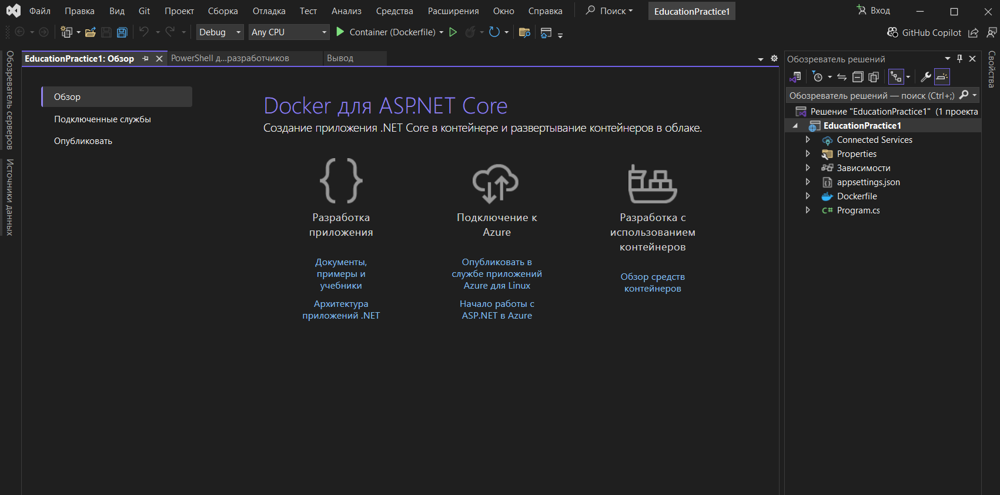 Файл Правка Вид Git Проект Сборка Отладка Тест Анализ Средства Расширения Окно Справка Поиск EducationPractice1 Вход
Debug Any CPU Container (Dockerfile) GitHub Copilot
Обозреватель серверов
Источники данных
EducationPractice1: Обзор PowerShell д...разработчиков Вывод
Обзор
Подключенные службы
Опубликовать
Docker для ASP.NET Core
Создание приложения .NET Core в контейнере и развертывание контейнеров в облаке.
Разработка
приложения
Документы,
примеры и
учебники
Архитектура
приложений .NET
Подключение к
Azure
Опубликовать в
службе приложений
Azure для Linux
Начало работы с
ASP.NET в Azure
Разработка с
использованием
контейнеров
Обзор средств
контейнеров
Обозреватель решений
Обозреватель решений — поиск (Ctrl+;)
Решение "EducationPractice1" (1 проекта
EducationPractice1
Connected Services
Properties
Зависимости
appsettings.json
Dockerfile
C# Program.cs
Свойства